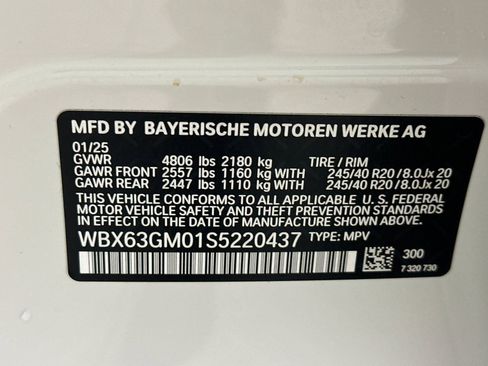 MFD BY BAYERISCHE MOTOREN WERKE AG
01/25
GVWR 4806 lbs 2180 kg TIRE / RIM
GAWR FRONT 2557 lbs 1160 kg WITH 245/40 R20 / 8.0Jx 20
GAWR REAR 2447 lbs 1110 kg WITH 245/40 R20 / 8.0Jx 20
THIS VEHICLE CONFORMS TO ALL APPLICABLE U. S. FEDERAL
MOTOR VEHICLE SAFETY, BUMPER, AND THEFT PREVENTION
STANDARDS IN EFFECT ON THE DATE OF MANUFACTURE SHOWN ABOVE.
WBX63GM01S5220437 TYPE: MPV
300
7 320 730